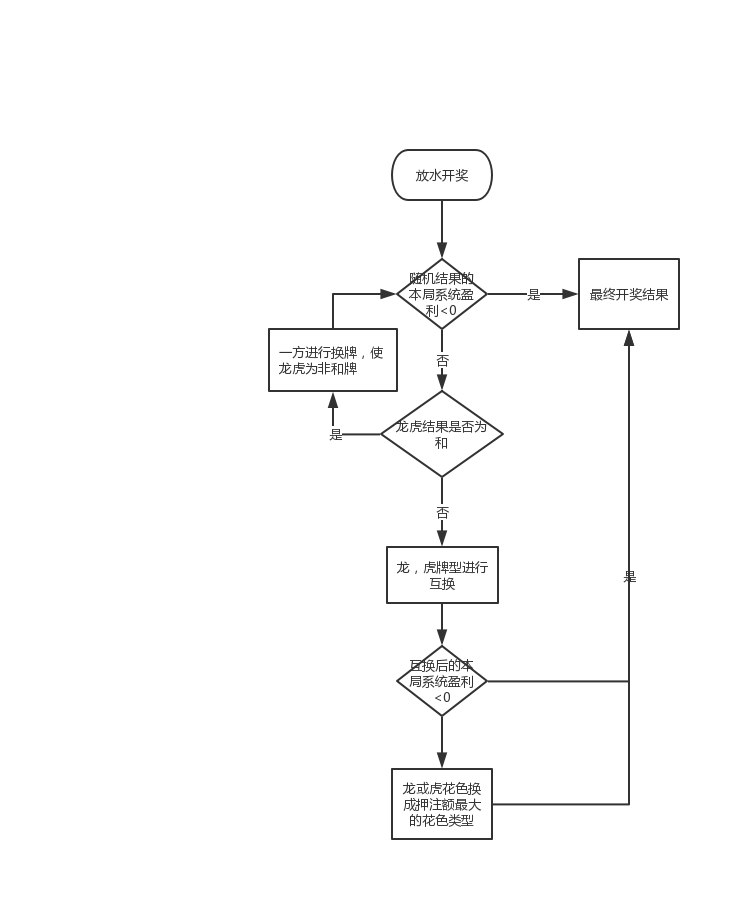 放水开奖
随机结果的
本局系统盈
利<0
是
最终开奖结果
一方进行换牌，使
龙虎为非和牌
否
龙虎结果是否为
和
是
否
龙，虎牌型进行
互换
是
互换后的本
局系统盈利
<0
龙或虎花色换
成押注额最大
的花色类型